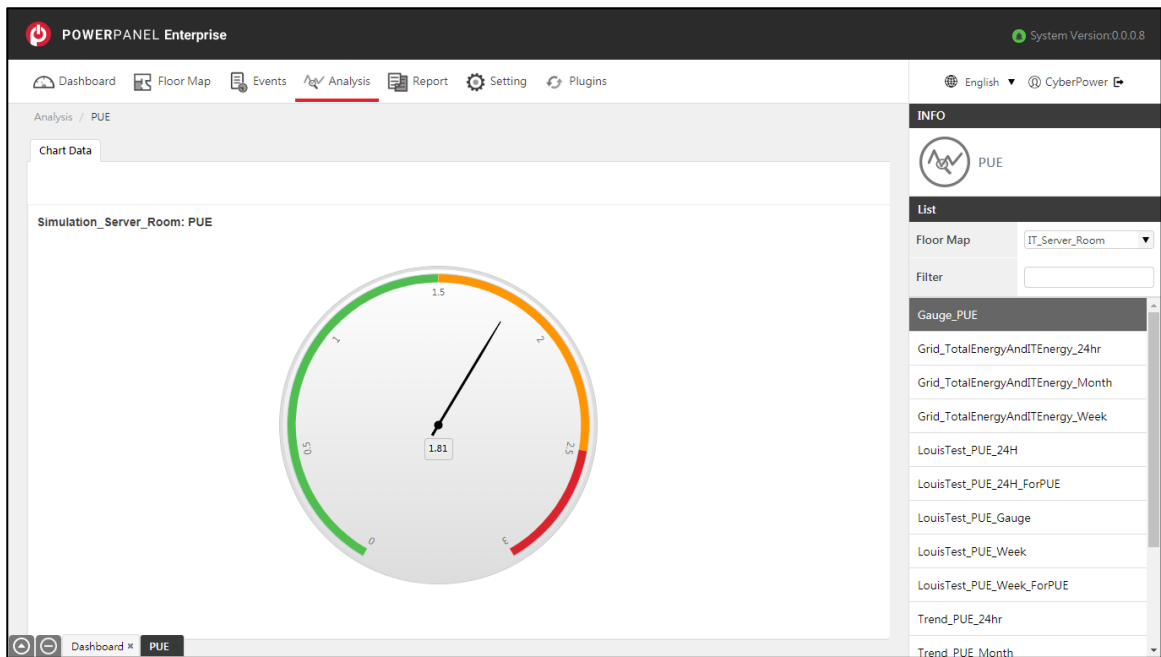 POWERPANEL Enterprise
System Version:0.0.0.8
Dashboard Floor Map Events Analysis Report Setting Plugins
English ▼ CyberPower
Analysis / PUE
Chart Data
Simulation_Server_Room: PUE
0
0.5
1
1.5
2
2.5
3
1.81
INFO
PUE
List
Floor Map IT_Server_Room ▼
Filter
Gauge_PUE
Grid_TotalEnergyAndITEnergy_24hr
Grid_TotalEnergyAndITEnergy_Month
Grid_TotalEnergyAndITEnergy_Week
LouisTest_PUE_24H
LouisTest_PUE_24H_ForPUE
LouisTest_PUE_Gauge
LouisTest_PUE_Week
LouisTest_PUE_Week_ForPUE
Trend_PUE_24hr
Trend_PUE_Month
Dashboard × PUE